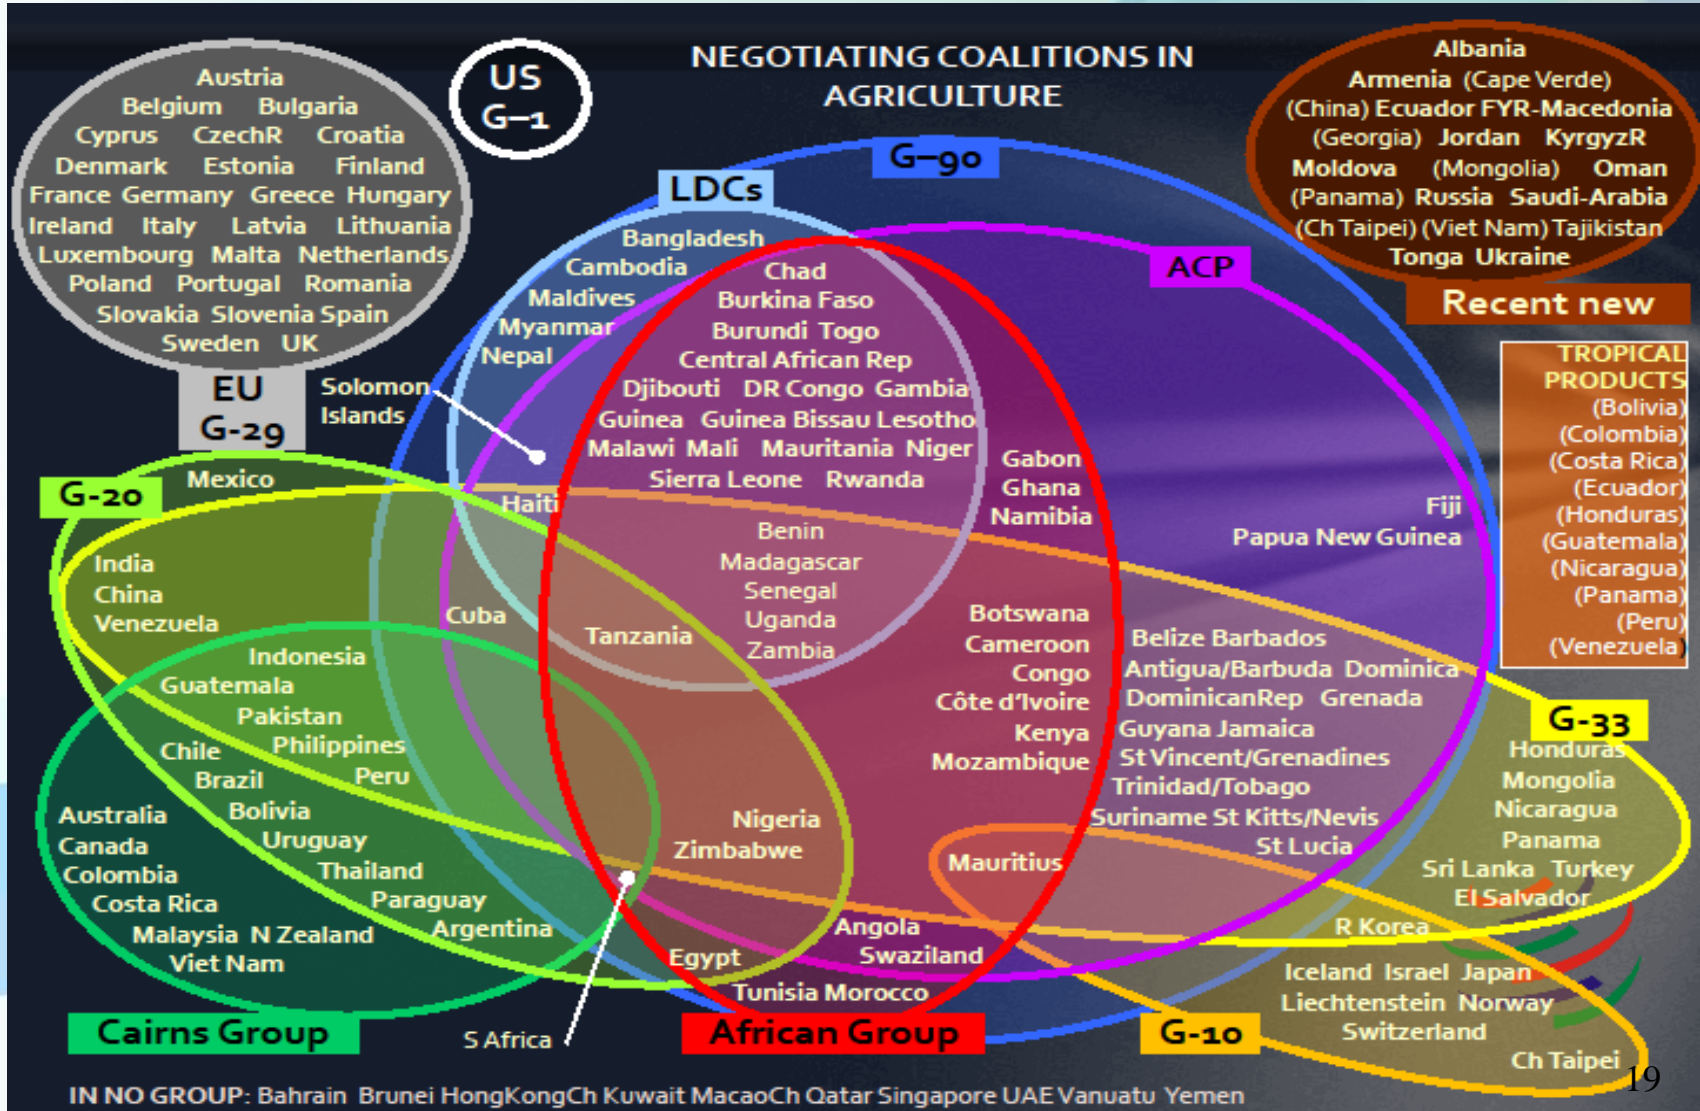 NEGOTIATING COALITIONS IN
AGRICULTURE
US
G–1
Austria
Belgium Bulgaria
Cyprus CzechR Croatia
Denmark Estonia Finland
France Germany Greece Hungary
Ireland Italy Latvia Lithuania
Luxembourg Malta Netherlands
Poland Portugal Romania
Slovakia Slovenia Spain
Sweden UK
EU
G-29
Albania
Armenia (Cape Verde)
(China) Ecuador FYR-Macedonia
(Georgia) Jordan KyrgyzR
Moldova (Mongolia) Oman
(Panama) Russia Saudi-Arabia
(Ch Taipei) (Viet Nam) Tajikistan
Tonga Ukraine
Recent new
TROPICAL
PRODUCTS
(Bolivia)
(Colombia)
(Costa Rica)
(Ecuador)
(Honduras)
(Guatemala)
(Nicaragua)
(Panama)
(Peru)
(Venezuela)
G–90
LDCs
ACP
Bangladesh
Cambodia
Maldives
Myanmar
Nepal
Solomon
Islands
Chad
Burkina Faso
Burundi Togo
Central African Rep
Djibouti DR Congo Gambia
Guinea Guinea Bissau Lesotho
Malawi Mali Mauritania Niger
Sierra Leone Rwanda
Gabon
Ghana
Namibia
Fiji
Papua New Guinea
G-20
Mexico
Haiti
India
China
Venezuela
Cuba
Benin
Madagascar
Senegal
Uganda
Zambia
Tanzania
Botswana
Cameroon
Congo
Côte d’Ivoire
Kenya
Mozambique
Belize Barbados
Antigua/Barbuda Dominica
DominicanRep Grenada
Guyana Jamaica
St Vincent/Grenadines
Trinidad/Tobago
Suriname St Kitts/Nevis
St Lucia
G-33
Honduras
Mongolia
Nicaragua
Panama
Sri Lanka Turkey
El Salvador
R Korea
Indonesia
Guatemala
Pakistan
Philippines
Peru
Chile
Brazil
Bolivia
Uruguay
Thailand
Paraguay
Argentina
Australia
Canada
Colombia
Costa Rica
Malaysia N Zealand
Viet Nam
Nigeria
Zimbabwe
Mauritius
Angola
Swaziland
Egypt
Tunisia Morocco
Iceland Israel Japan
Liechtenstein Norway
Switzerland
Ch Taipei
Cairns Group
S Africa
African Group
G-10
19
IN NO GROUP: Bahrain Brunei HongKongCh Kuwait MacaoCh Qatar Singapore UAE Vanuatu Yemen